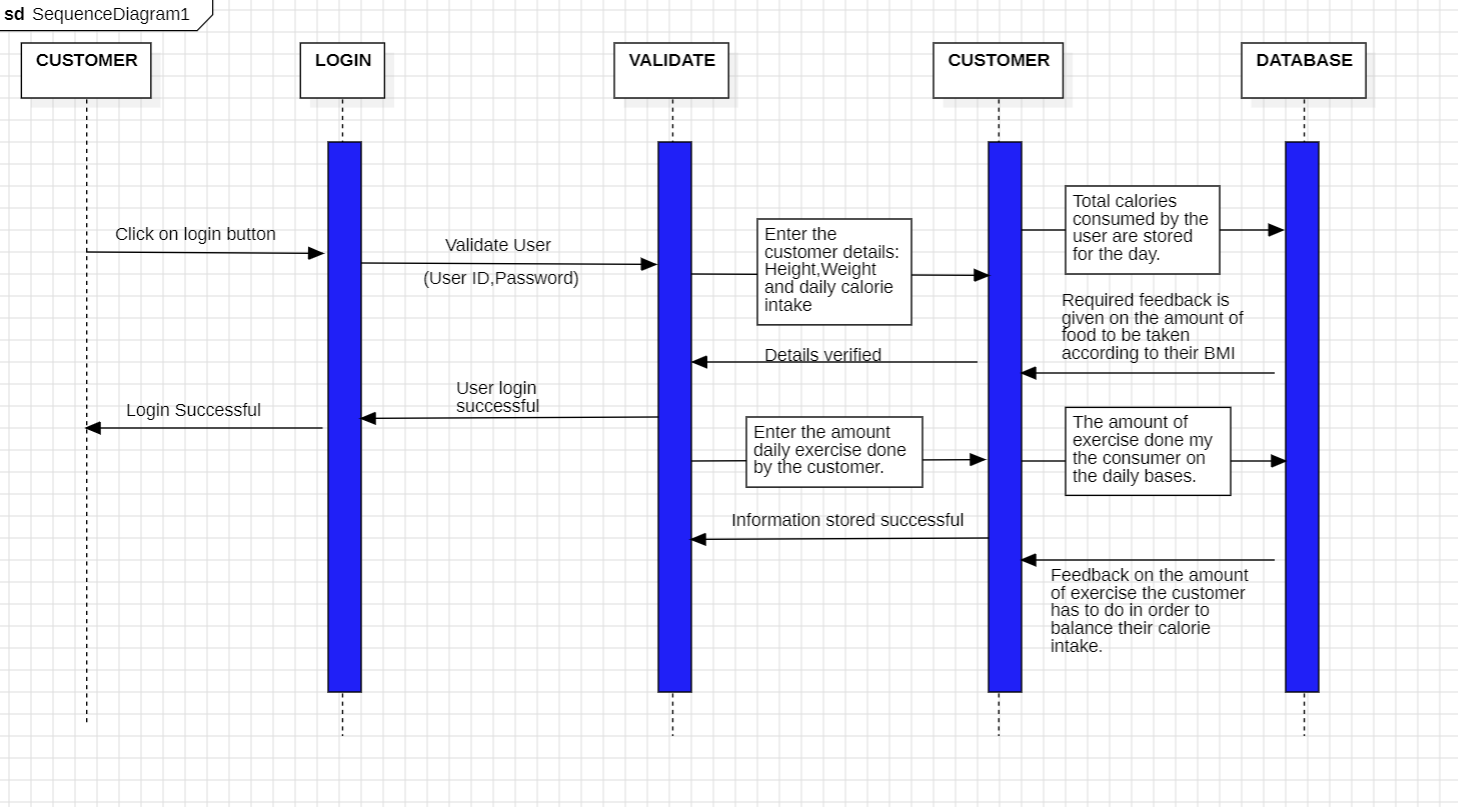 sd SequenceDiagram1
CUSTOMER
LOGIN
VALIDATE
CUSTOMER
DATABASE
Click on login button
Validate User
(User ID,Password)
Enter the
customer details:
Height,Weight
and daily calorie
intake
Total calories
consumed by the
user are stored
for the day.
Required feedback is
given on the amount of
food to be taken
according to their BMI
Details verified
User login
successful
Login Successful
Enter the amount
daily exercise done
by the customer.
The amount of
exercise done my
the consumer on
the daily bases.
Information stored successful
Feedback on the amount
of exercise the customer
has to do in order to
balance their calorie
intake.